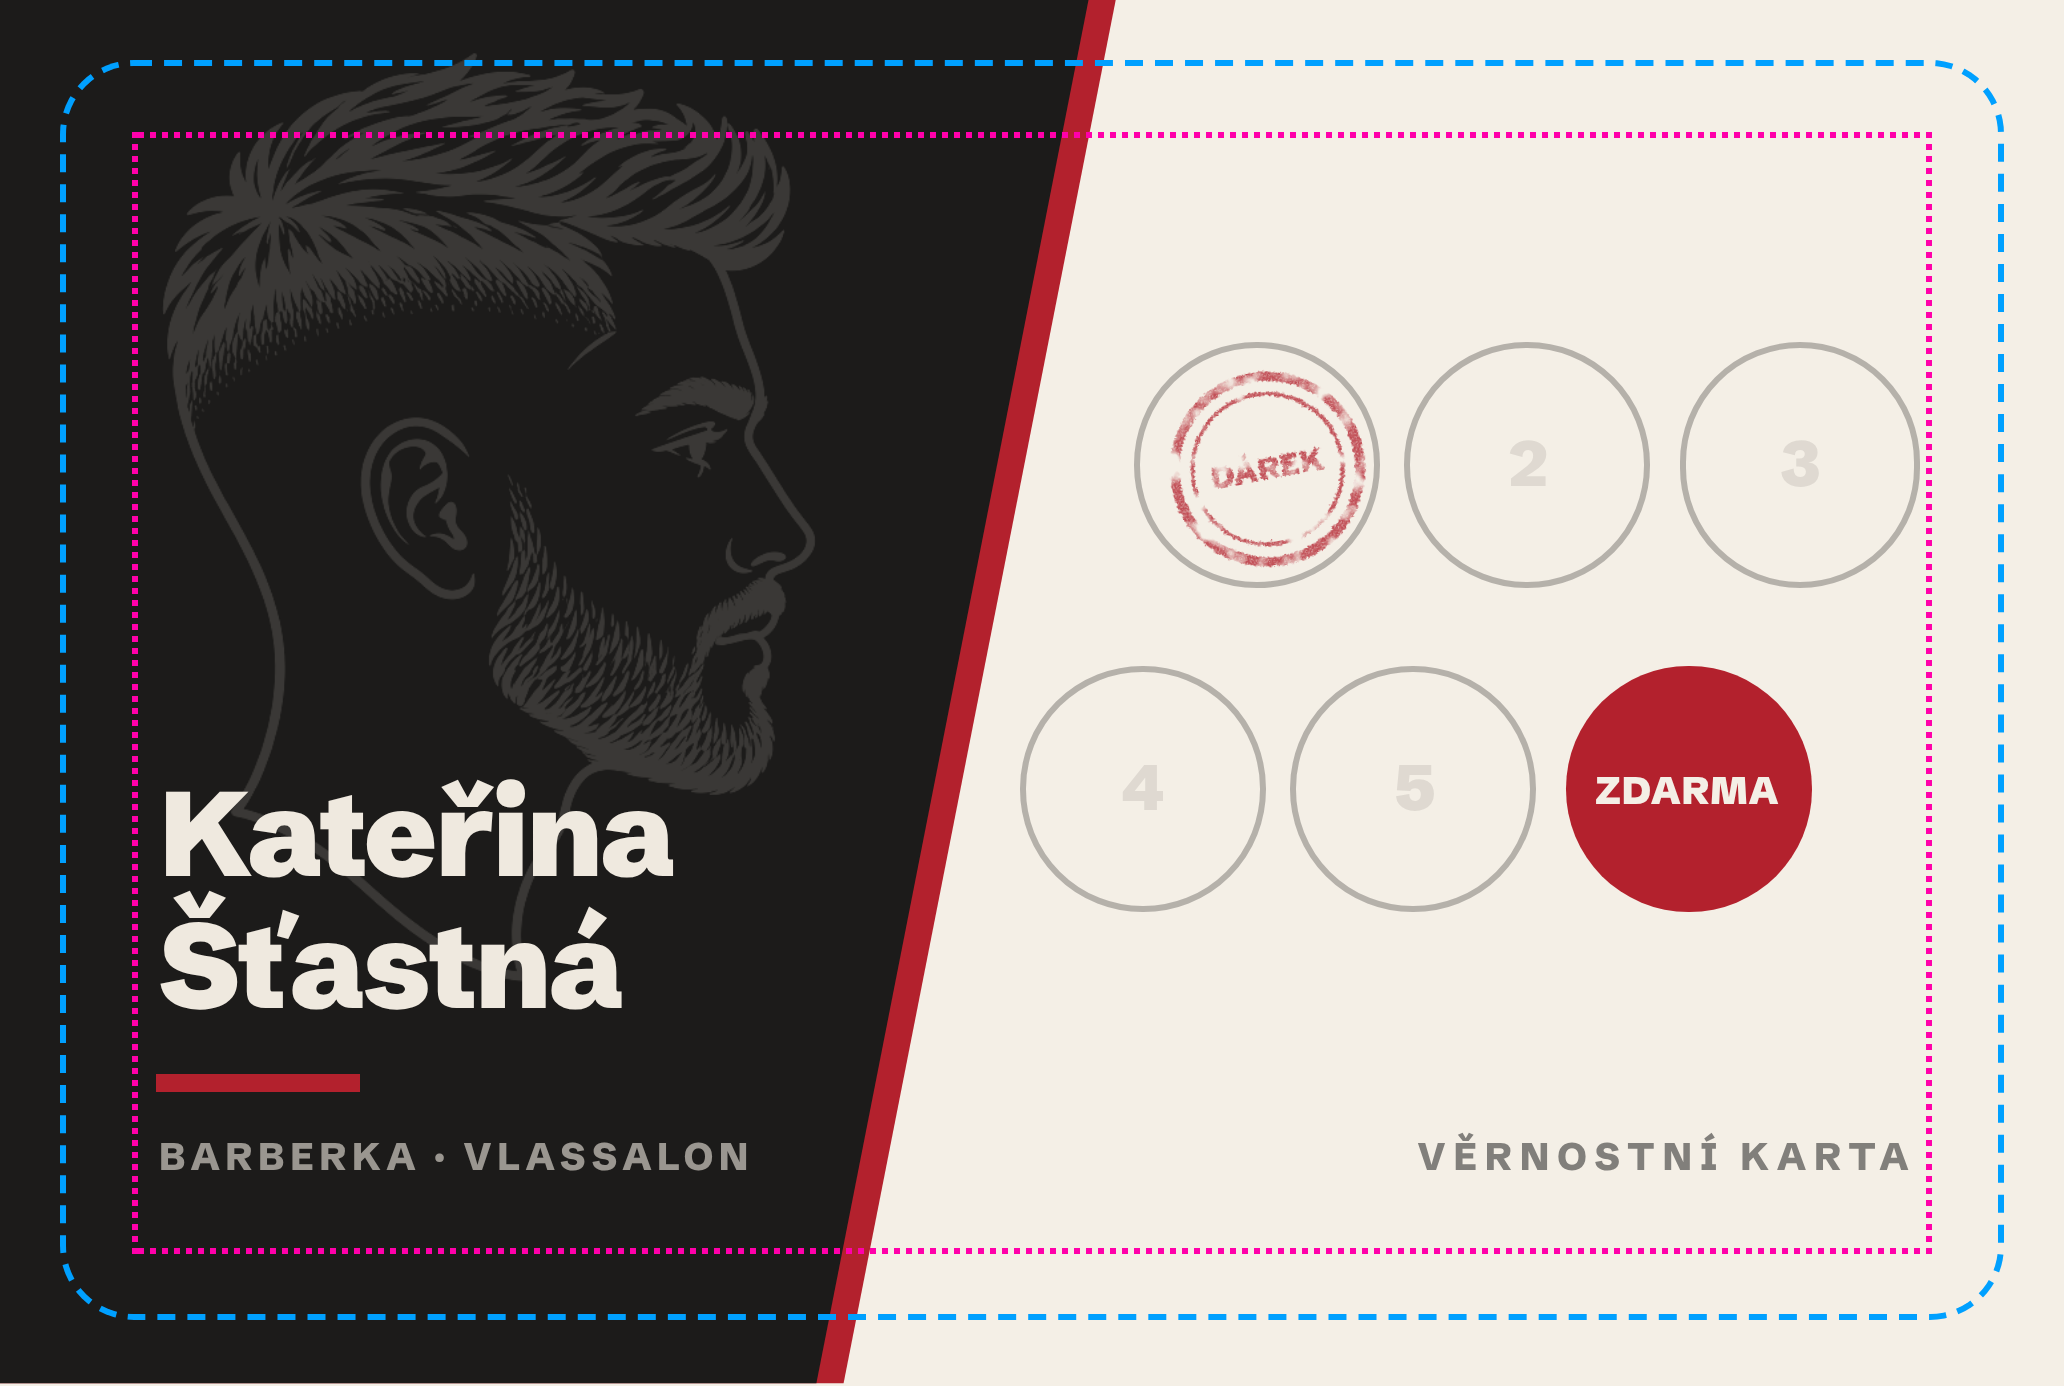 Kateřina
Šťastná
BARBERKA • VLASSALON
DÁREK
2
3
4
5
ZDARMA
VĚRNOSTNÍ KARTA